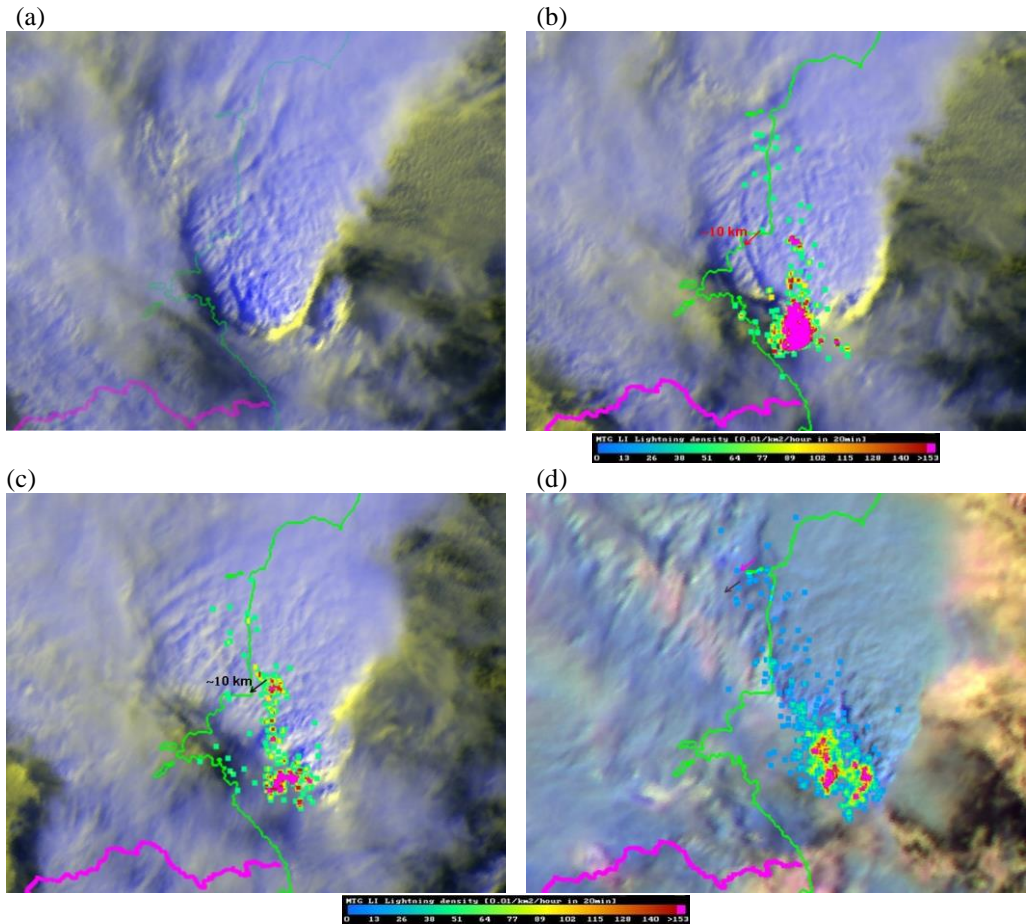 (a)
(b)
~10 km
MTG LI Lightning density [0.01/km2/hour in 20min]
0 13 26 38 51 64 77 89 102 115 128 140 >153
(c)
(d)
~10 km
MTG LI Lightning density [0.01/km2/hour in 20min]
0 13 26 38 51 64 77 89 102 115 128 140 >153